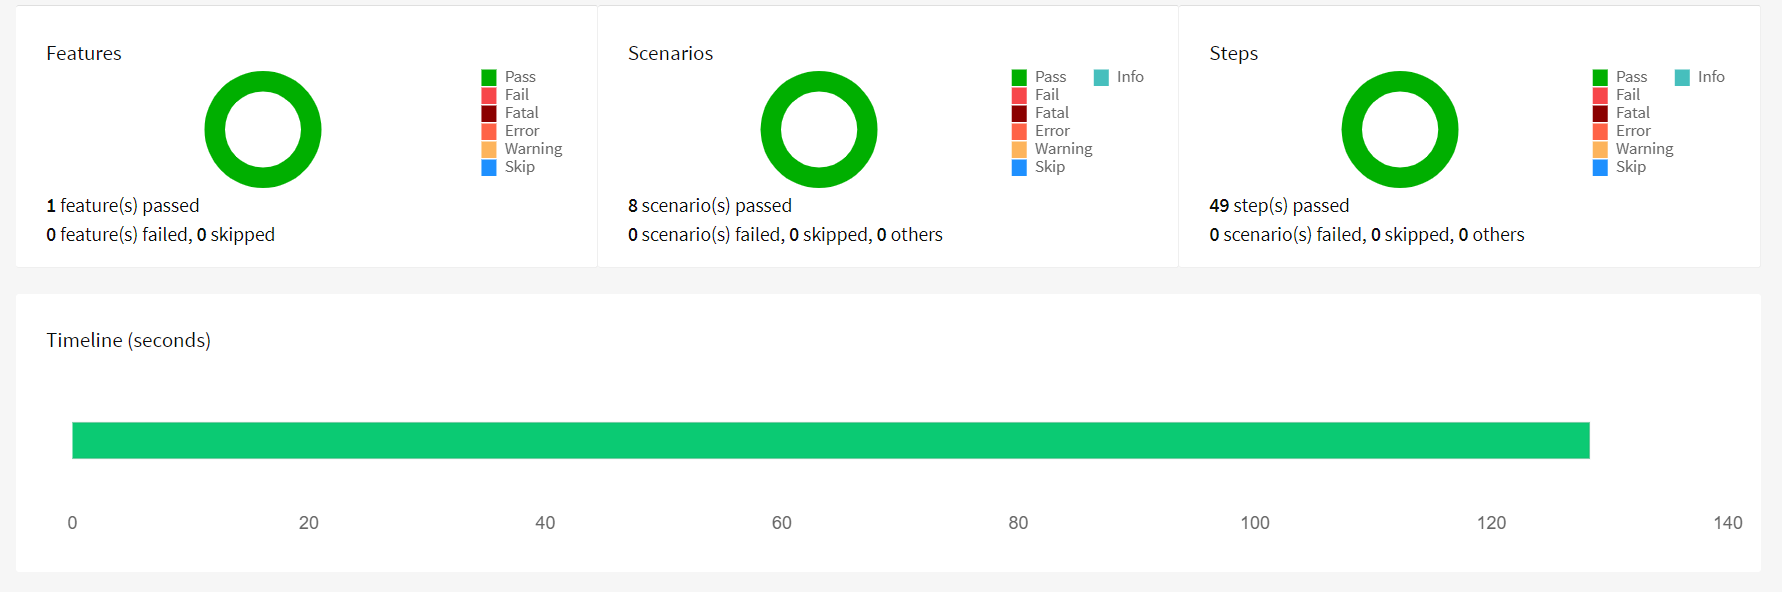 Features
Pass
Fail
Fatal
Error
Warning
Skip
1 feature(s) passed
0 feature(s) failed, 0 skipped
Scenarios
Pass Info
Fail
Fatal
Error
Warning
Skip
8 scenario(s) passed
0 scenario(s) failed, 0 skipped, 0 others
Steps
Pass Info
Fail
Fatal
Error
Warning
Skip
49 step(s) passed
0 scenario(s) failed, 0 skipped, 0 others
Timeline (seconds)
0 20 40 60 80 100 120 140